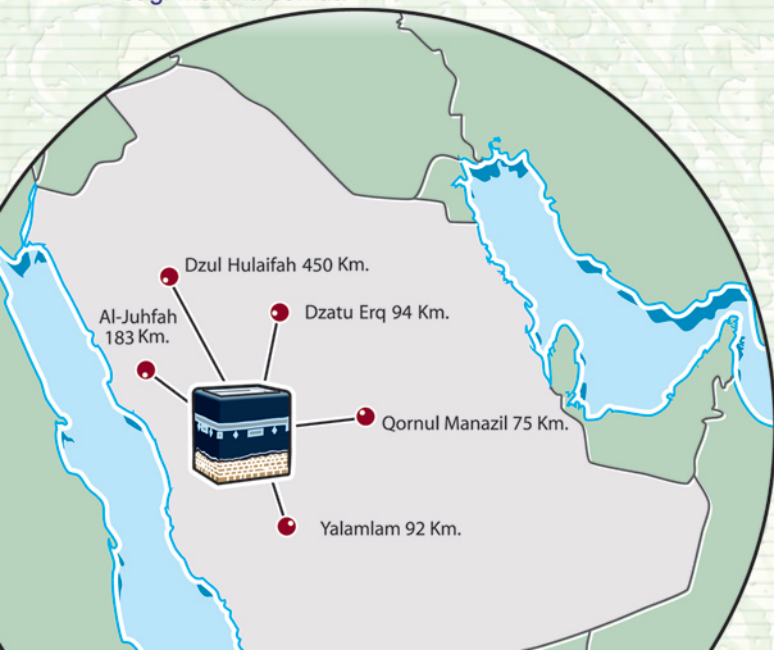 Dzul Hulaifah 450 Km.
Al-Juhfah
183 Km.
Dzatu Erq 94 Km.
Qornul Manazil 75 Km.
Yalamlam 92 Km.